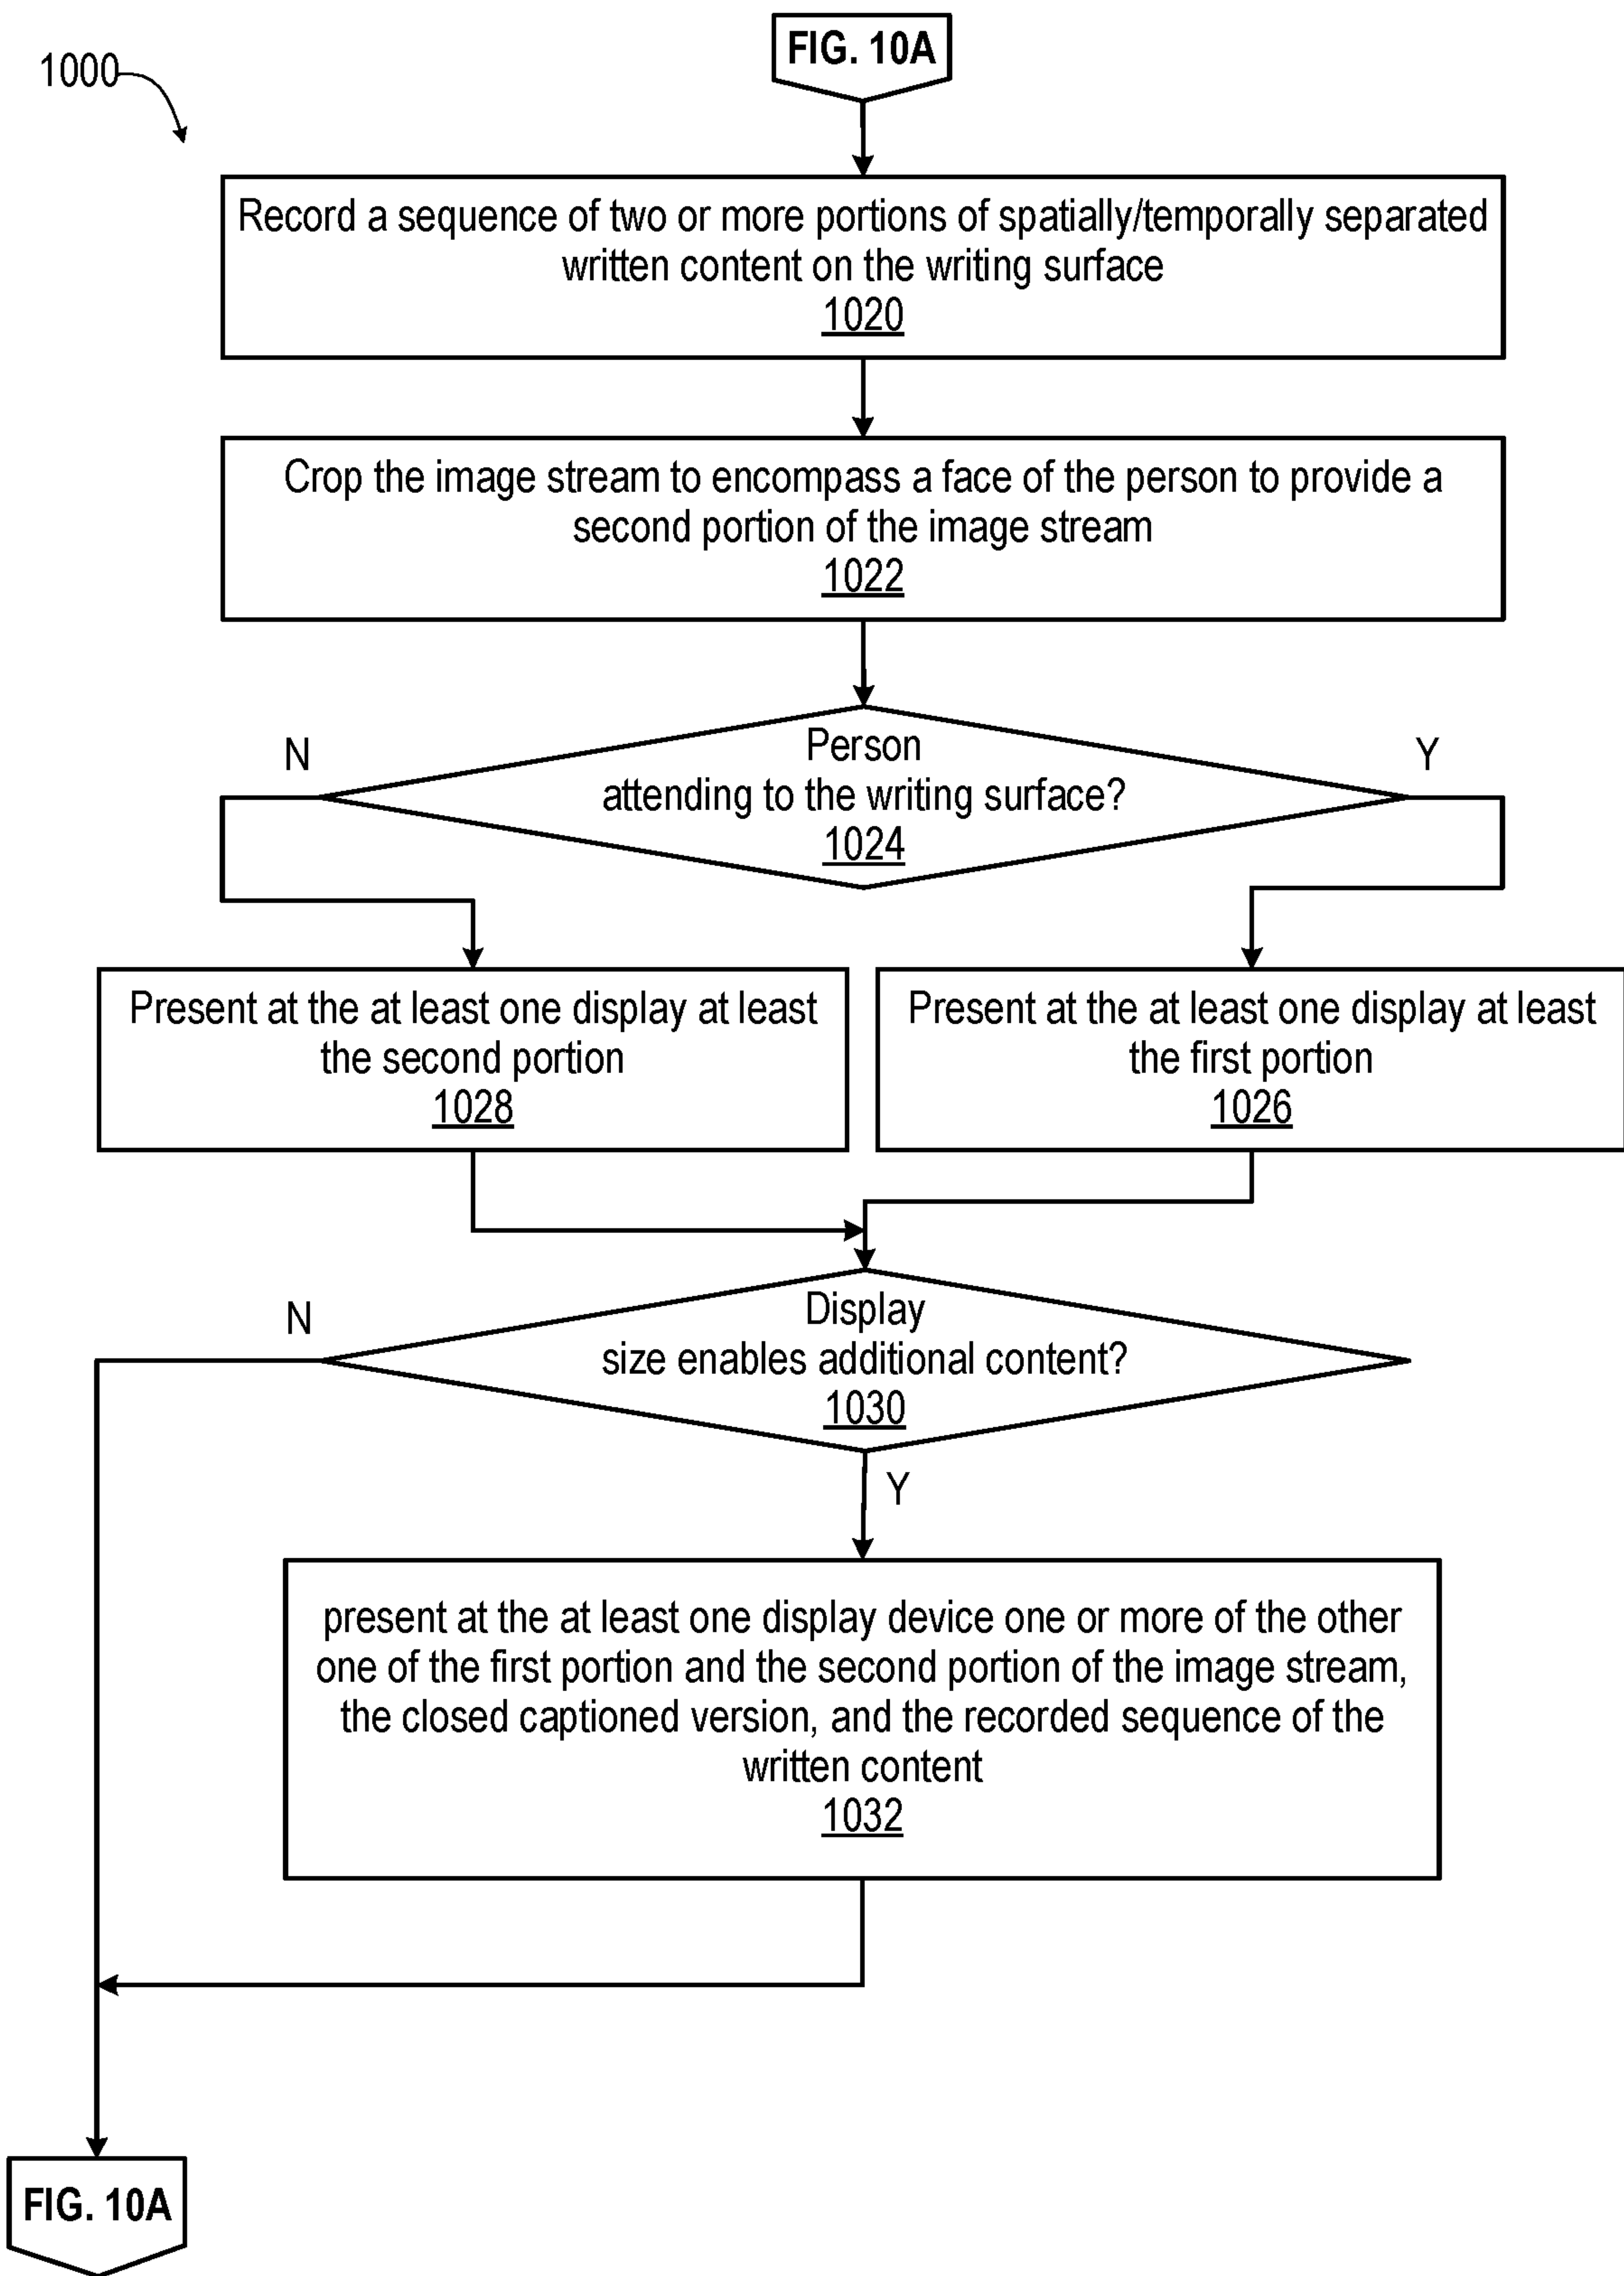 FIG. 10A
1000
Record a sequence of two or more portions of spatially/temporally separated
written content on the writing surface
1020
Crop the image stream to encompass a face of the person to provide a
second portion of the image stream
1022
N
Person
Y
attending to the writing surface?
1024
Present at the at least one display at least
the second portion
1028
Present at the at least one display at least
the first portion
1026
N
Display
size enables additional content?
1030
Y
present at the at least one display device one or more of the other
one of the first portion and the second portion of the image stream,
the closed captioned version, and the recorded sequence of the
written content
1032
FIG. 10A